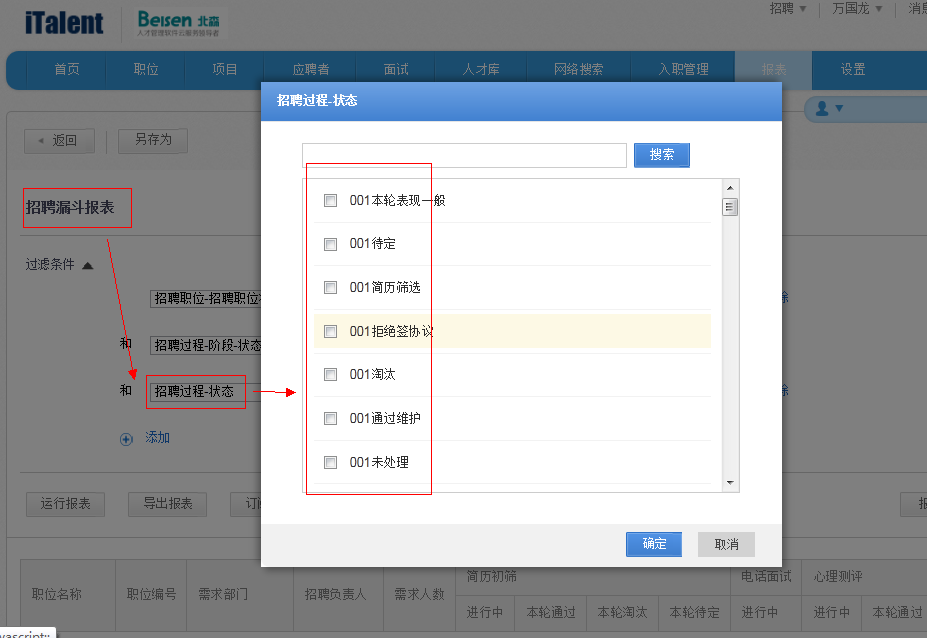 iTalent Beisen 北森
人才管理软件云服务领导者
招聘 万国龙
首页 职位 项目 应聘者 面试 人才库 网络搜索 入职管理 报表 设置
招聘过程-状态
返回 另存为
搜索
招聘漏斗报表
001本轮表现一般
001待定
001简历筛选
001拒绝签协议
001淘汰
001通过维护
001未处理
过滤条件
招聘职位-招聘职位
和 招聘过程-阶段-状态
和 招聘过程-状态
添加
运行报表 导出报表
确定 取消
职位名称 职位编号 需求部门 招聘负责人 需求人数
简历初筛 电话面试 心理测评
进行中 本轮通过 本轮淘汰 本轮待定 进行中 进行中 本轮通过